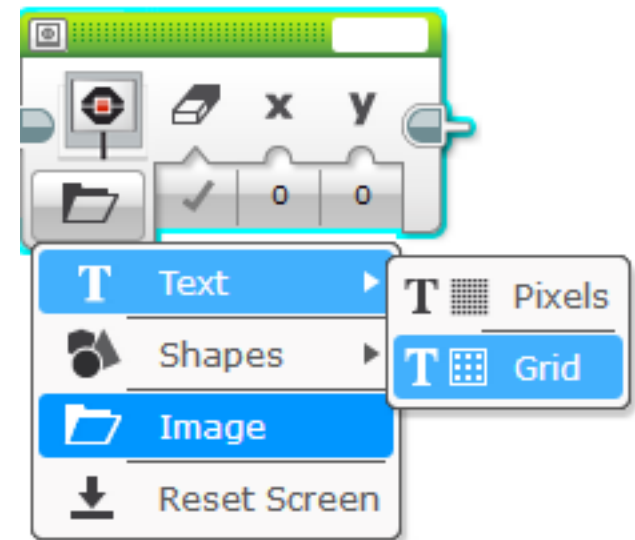 x y
0 0
T Text
T Pixels
Shapes
T Grid
Image
Reset Screen